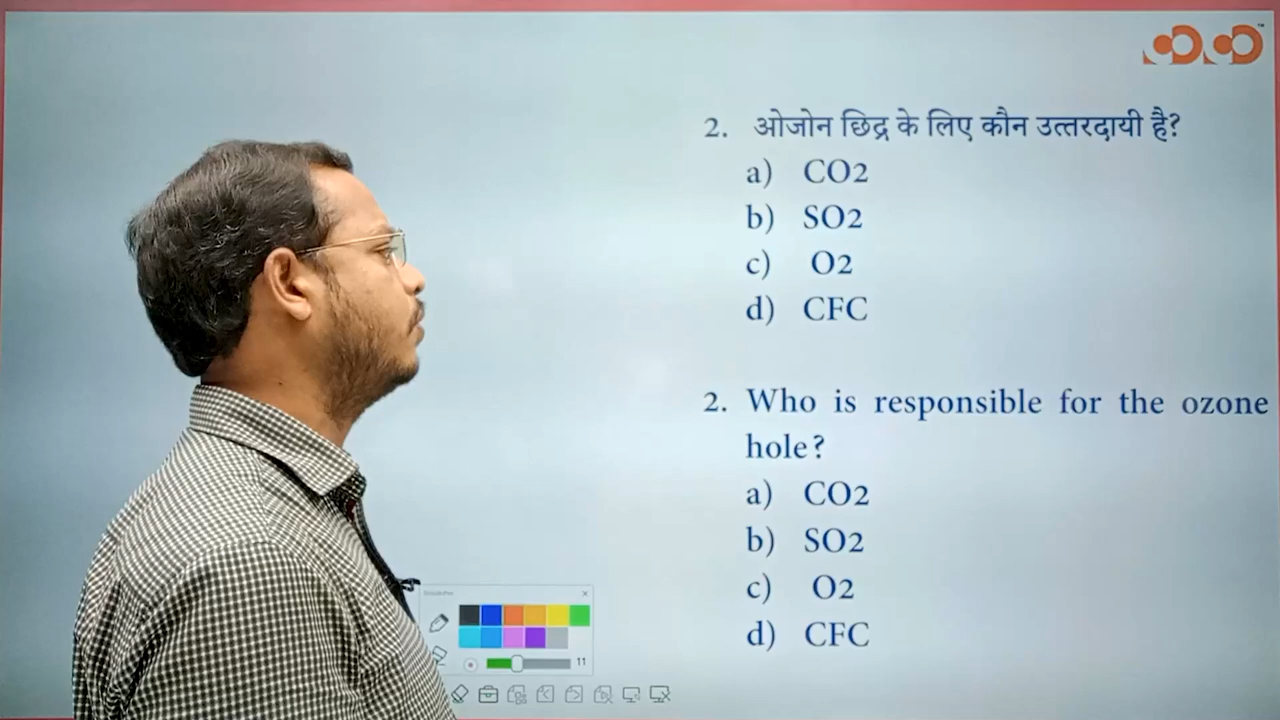 2. ओजोन छिद्र के लिए कौन उत्तरदायी है?
a) CO2
b) SO2
c) O2
d) CFC
2. Who is responsible for the ozone
hole?
a) CO2
b) SO2
c) O2
d) CFC
11